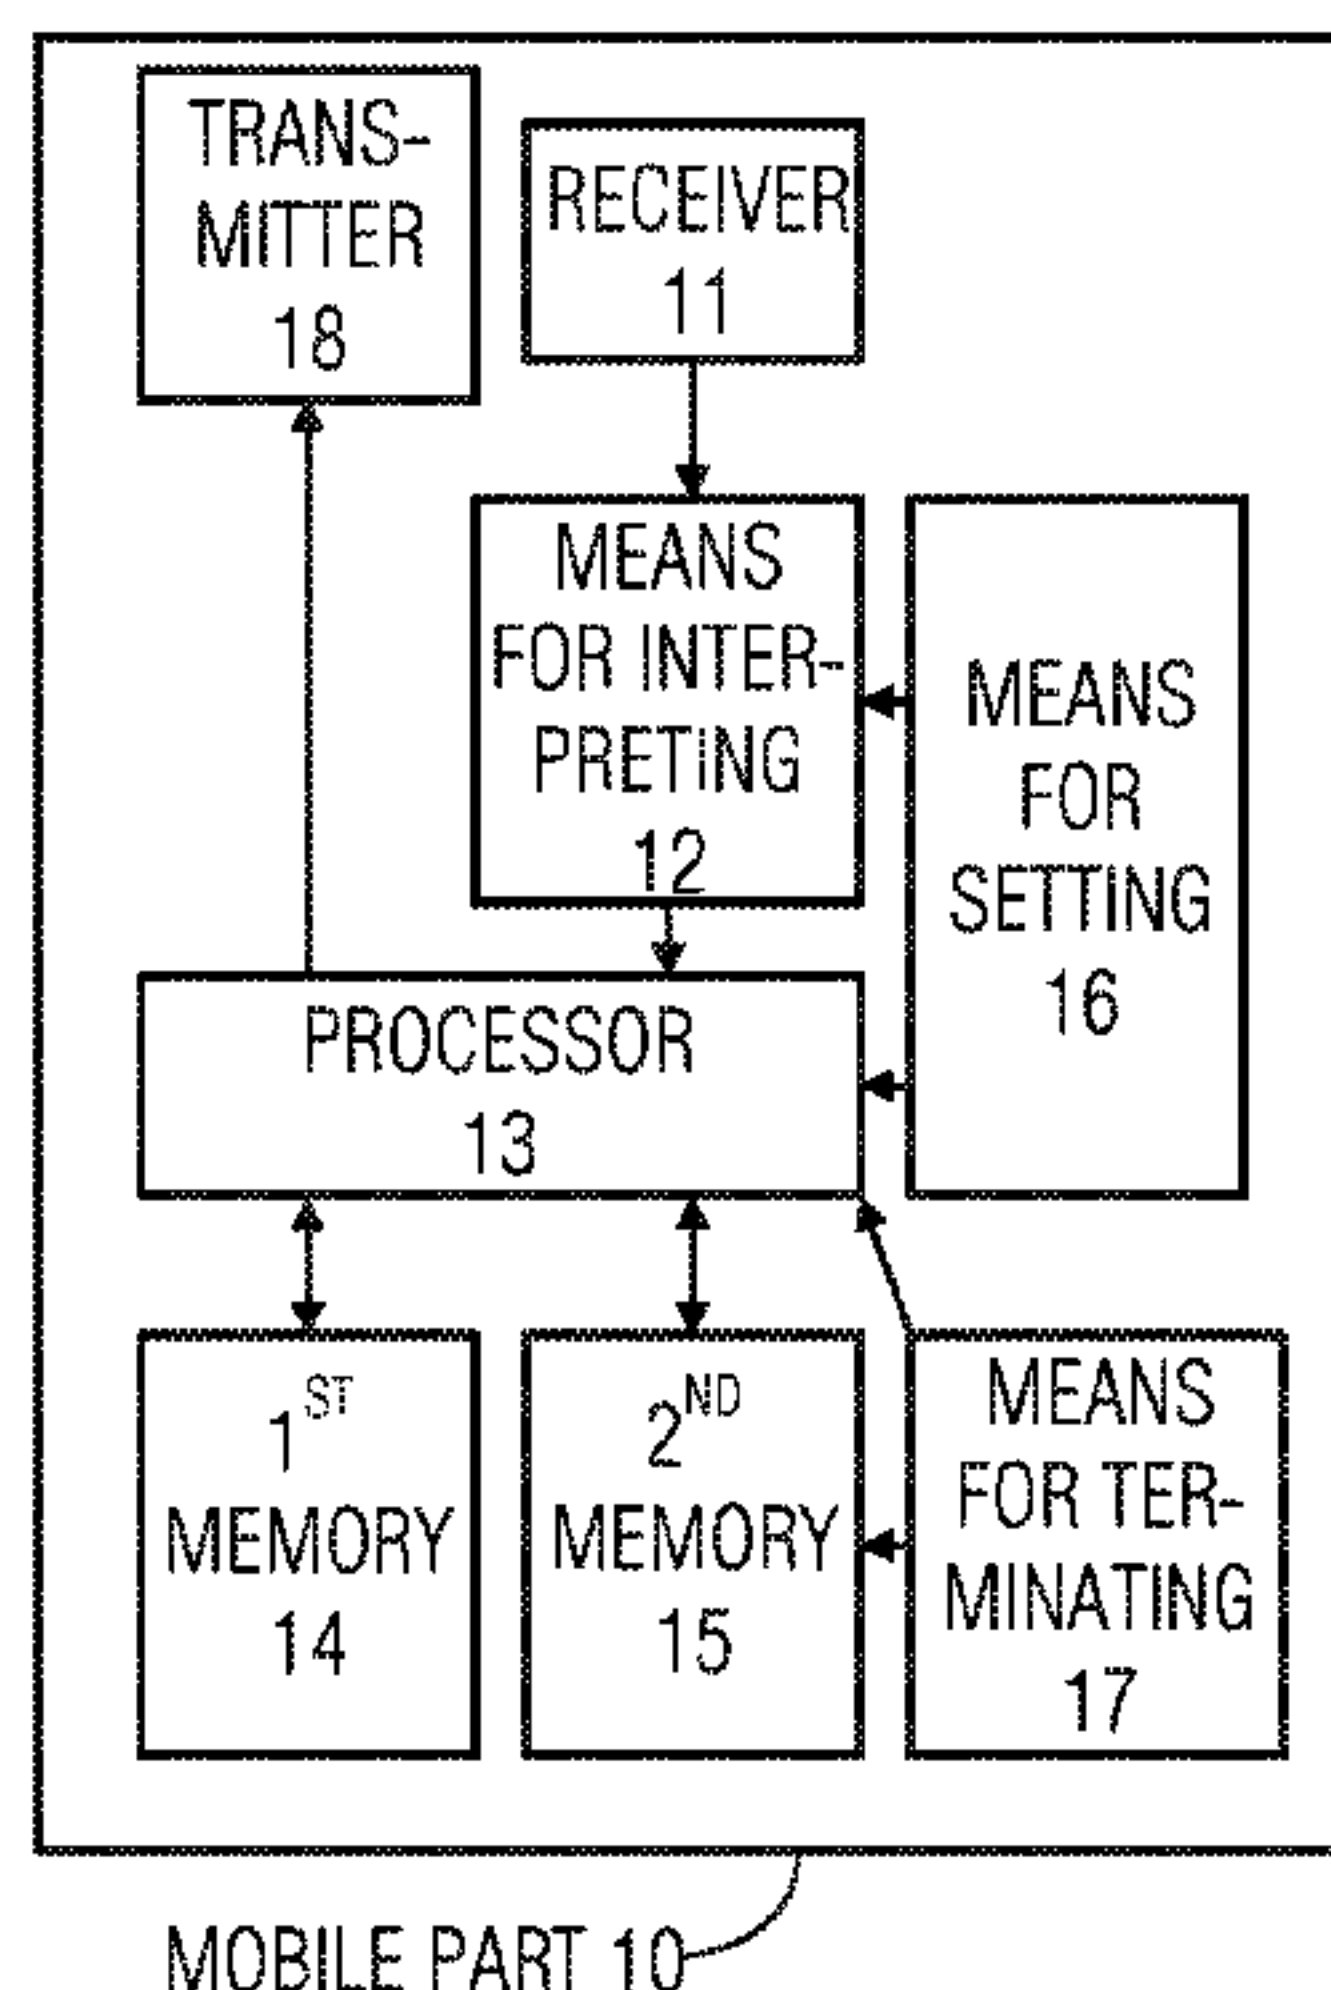 TRANS-
MITTER
18
RECEIVER
11
MEANS
FOR INTER-
PRETING
12
MEANS
FOR
SETTING
16
PROCESSOR
13
1ST
MEMORY
14
2ND
MEMORY
15
MEANS
FOR TER-
MINATING
17
MOBILE PART 10